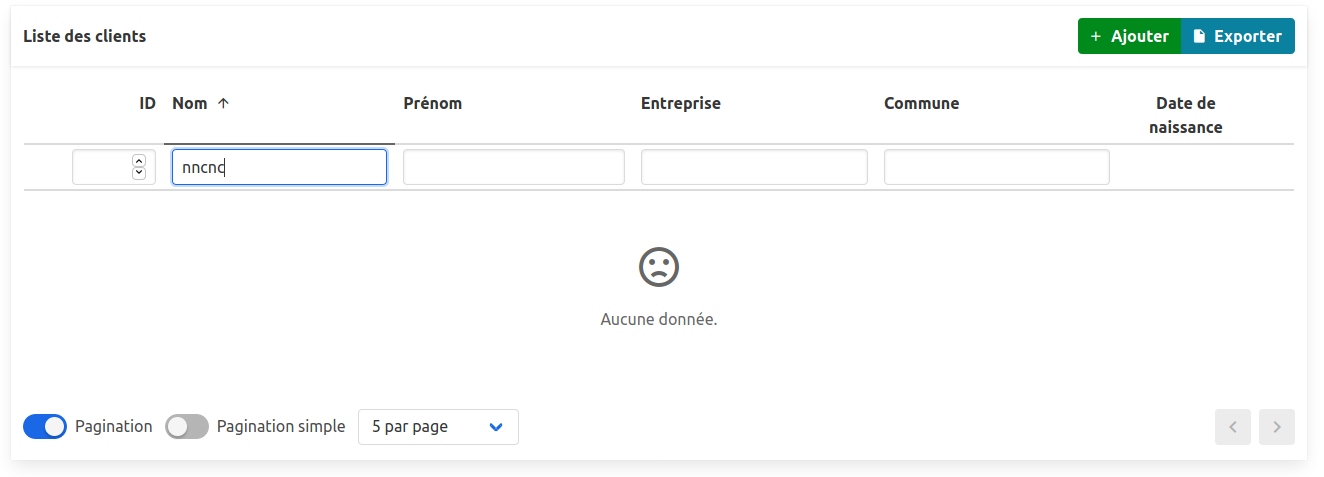 Liste des clients
+ Ajouter
Exporter
ID
Nom ↑
Prénom
Entreprise
Commune
Date de
naissance
nncnc
Aucune donnée.
Pagination
Pagination simple
5 par page